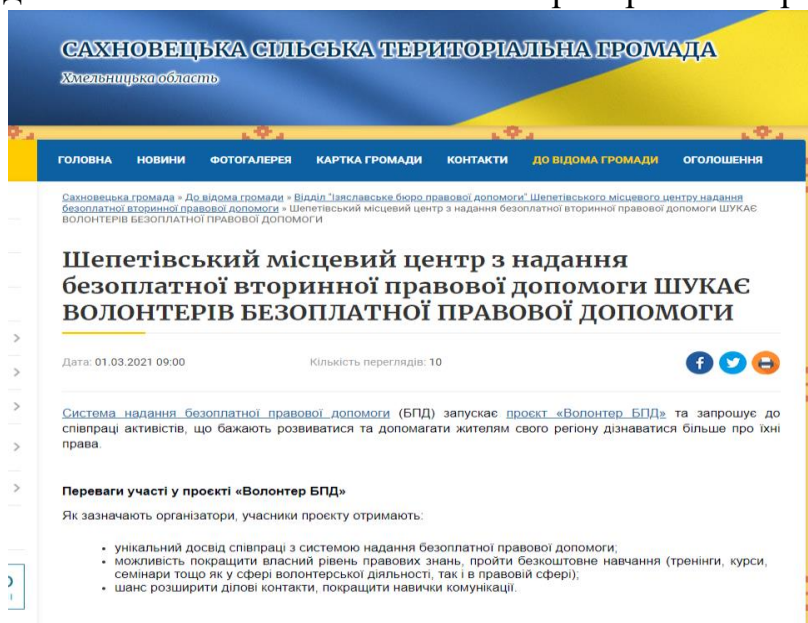 САХНОВЕЦЬКА СІЛЬСЬКА ТЕРИТОРІАЛЬНА ГРОМАДА
Хмельницька область
ГОЛОВНА НОВИНИ ФОТОГАЛЕРЕЯ КАРТКА ГРОМАДИ КОНТАКТИ ДО ВІДОМА ГРОМАДИ ОГОЛОШЕННЯ
Сахновецька громада » До відома громади » Відділ "Ізяславське бюро правової допомоги" Шепетівського місцевого центру надання
безоплатної вторинної правової допомоги » Шепетівський місцевий центр з надання безоплатної вторинної правової допомоги ШУКАЄ
ВОЛОНТЕРІВ БЕЗОПЛАТНОЇ ПРАВОВОЇ ДОПОМОГИ
Шепетівський місцевий центр з надання
безоплатної вторинної правової допомоги ШУКАЄ
ВОЛОНТЕРІВ БЕЗОПЛАТНОЇ ПРАВОВОЇ ДОПОМОГИ
Дата: 01.03.2021 09:00 Кількість переглядів: 10
Система надання безоплатної правової допомоги (БПД) запускає проєкт «Волонтер БПД» та запрошує до
співпраці активістів, що бажають розвиватися та допомагати жителям свого регіону дізнаватися більше про їхні
права.
Переваги участі у проєкті «Волонтер БПД»
Як зазначають організатори, учасники проєкту отримають:
• унікальний досвід співпраці з системою надання безоплатної правової допомоги;
• можливість покращити власний рівень правових знань, пройти безкоштовне навчання (тренінги, курси,
семінари тощо як у сфері волонтерської діяльності, так і в правовій сфері);
• шанс розширити ділові контакти, покращити навички комунікації.